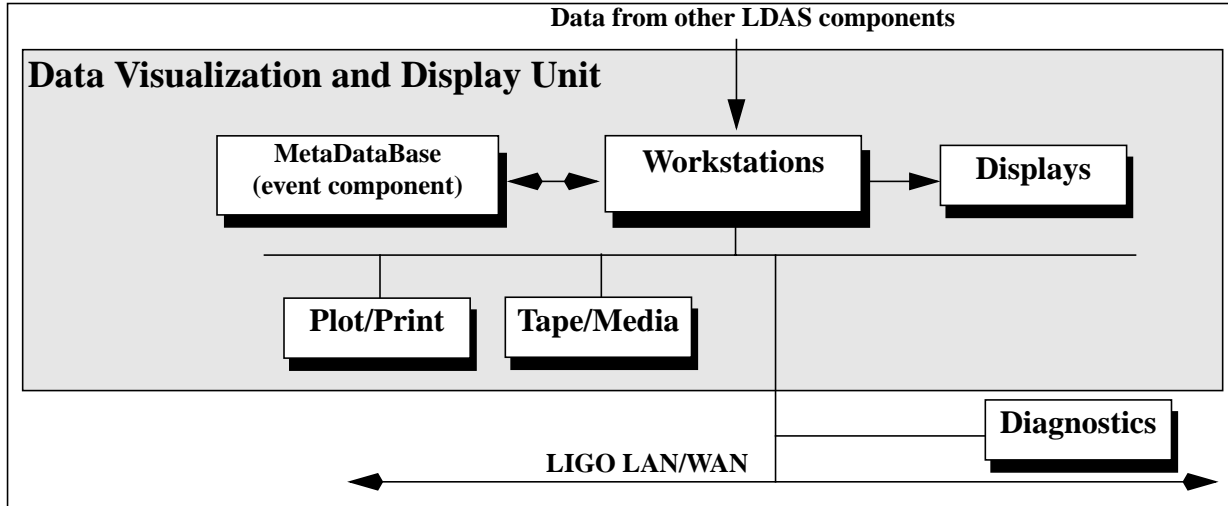 Data from other LDAS components
Data Visualization and Display Unit
MetaDataBase
(event component)
Workstations
Displays
Plot/Print
Tape/Media
Diagnostics
LIGO LAN/WAN